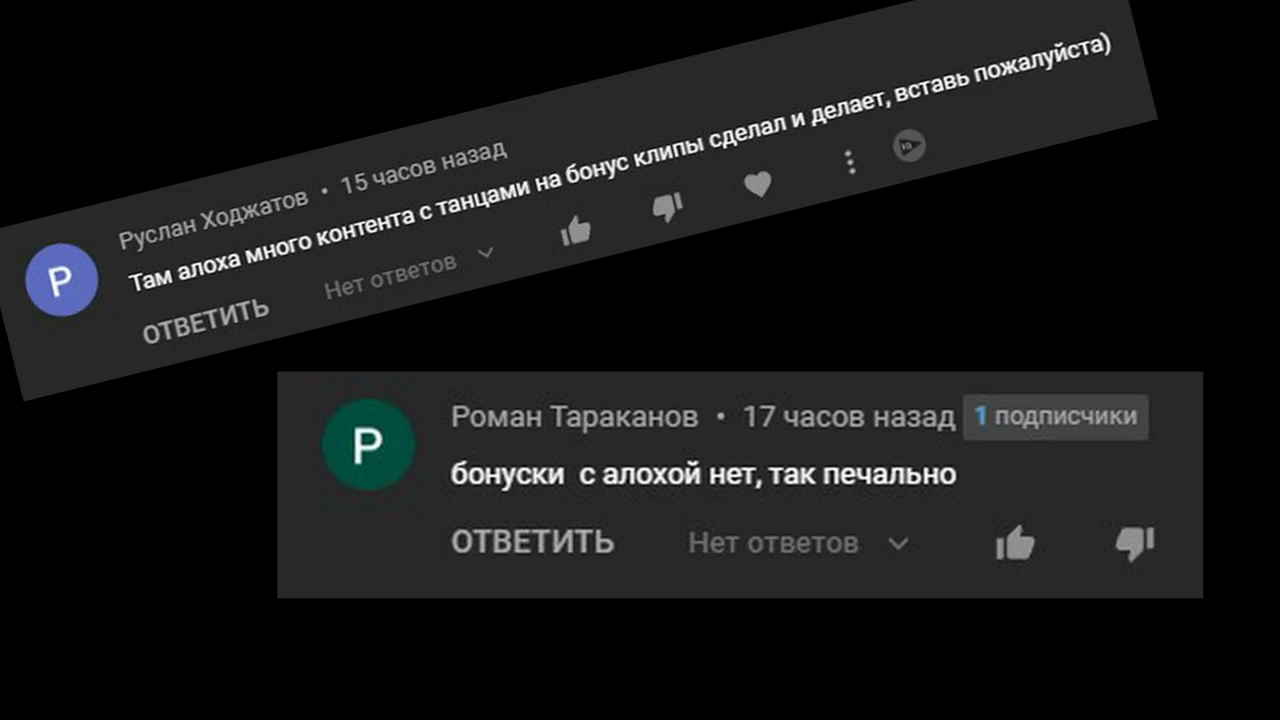 Руслан Ходжатов • 15 часов назад
Там алоха много контента с танцами на бонус клипы сделал и делает, вставь пожалуйста)
Р
ОТВЕТИТЬ Нет ответов
Роман Тараканов • 17 часов назад 1 подписчики
Р
бонуски с алохой нет, так печально
ОТВЕТИТЬ Нет ответов